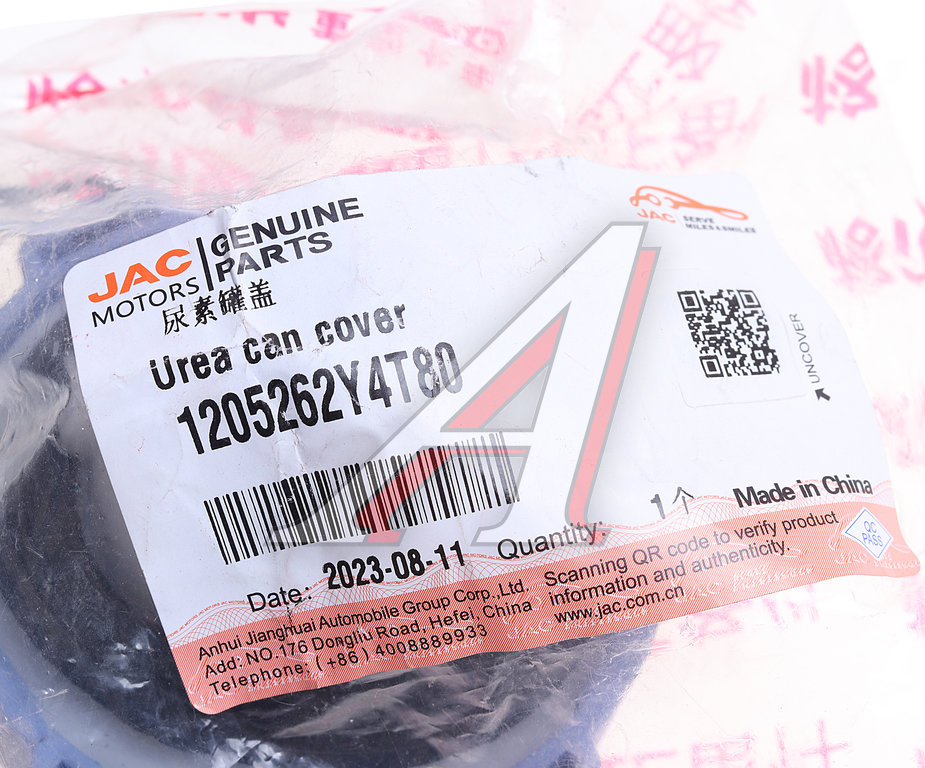 JAC
MOTORS
GENUINE
PARTS
JAC
SERVE
MILES & SMILES
尿素罐盖
Urea can cover
1205262Y4T80
UNCOVER
Date: 2023-08-11
Quantity: 1个
Made in China
QC
PASS
Anhui Jianghuai Automobile Group Corp.,Ltd.
Add: NO.176 Dongliu Road, Hefei, China
Telephone: (+86) 4008889933
Scanning QR code to verify product
information and authenticity.
www.jac.com.cn